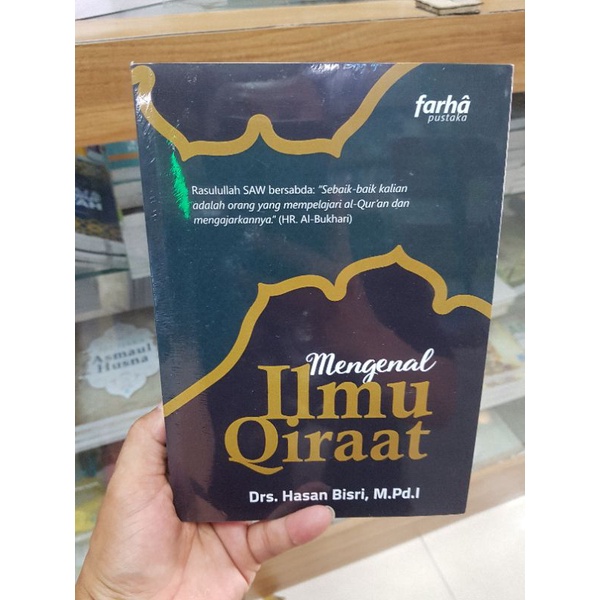 farhâ
pustaka
Rasulullah SAW bersabda: "Sebaik-baik kalian
adalah orang yang mempelajari al-Qur'an dan
mengajarkannya." (HR. Al-Bukhari)
Mengenal
Ilmu
Qiraat
Drs. Hasan Bisri, M.Pd.I
Asmaul
Husna